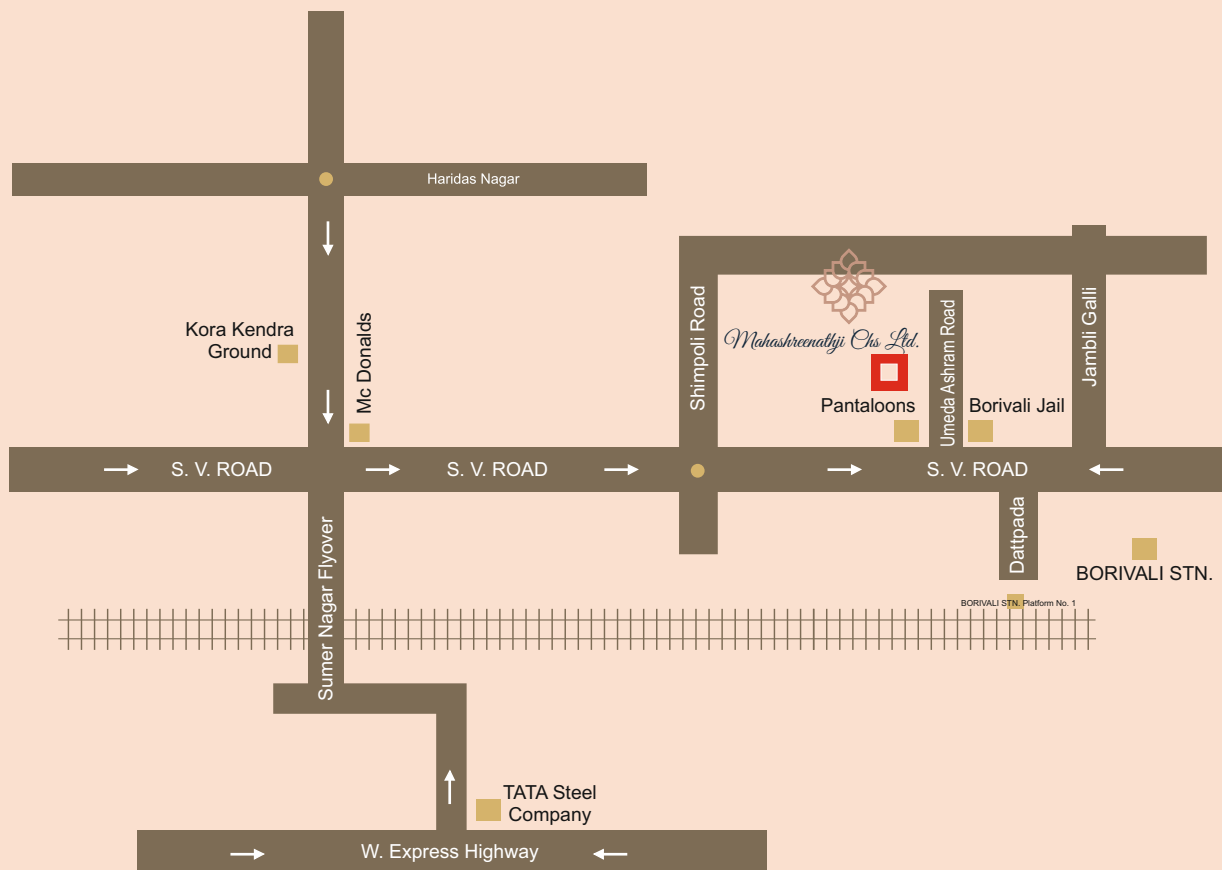 Haridas Nagar
Kora Kendra
Ground
Mc Donalds
Shimpoli Road
Mahashreenathji Chs Ltd.
Umeda Ashram Road
Jambli Galli
Pantaloons
Borivali Jail
S. V. ROAD
S. V. ROAD
S. V. ROAD
Sumer Nagar Flyover
Dattpada
BORIVALI STN.
BORIVALI STN. Platform No. 1
TATA Steel
Company
W. Express Highway